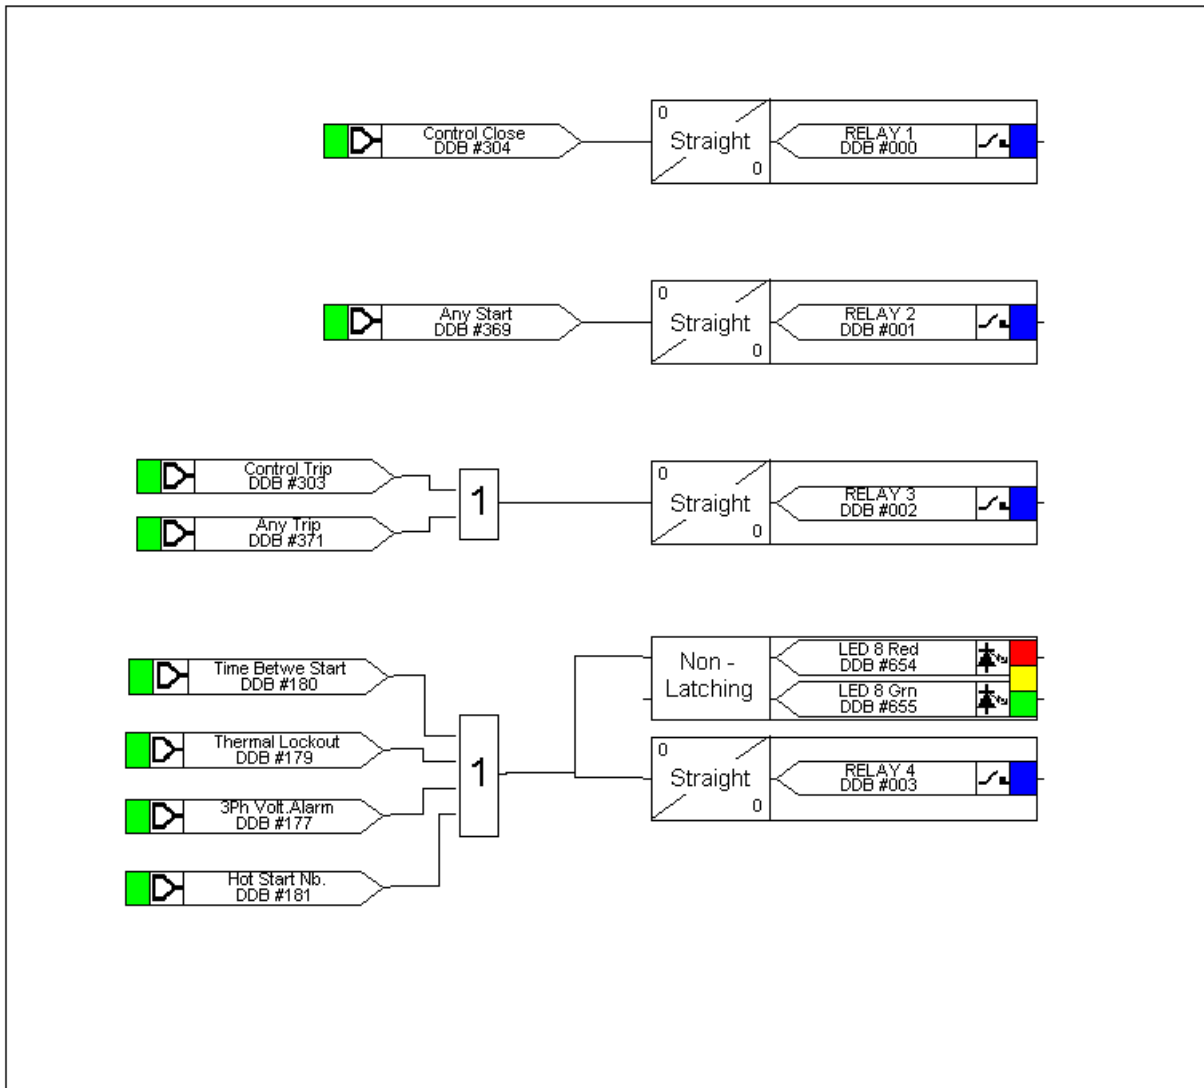 Control Close
DDB #304
0
Straight
0
RELAY 1
DDB #000
Any Start
DDB #369
0
Straight
0
RELAY 2
DDB #001
Control Trip
DDB #303
Any Trip
DDB #371
1
0
Straight
0
RELAY 3
DDB #002
Time Betwe Start
DDB #180
Thermal Lockout
DDB #179
3Ph Volt.Alarm
DDB #177
Hot Start Nb.
DDB #181
1
Non -
Latching
LED 8 Red
DDB #654
LED 8 Grn
DDB #655
0
Straight
0
RELAY 4
DDB #003